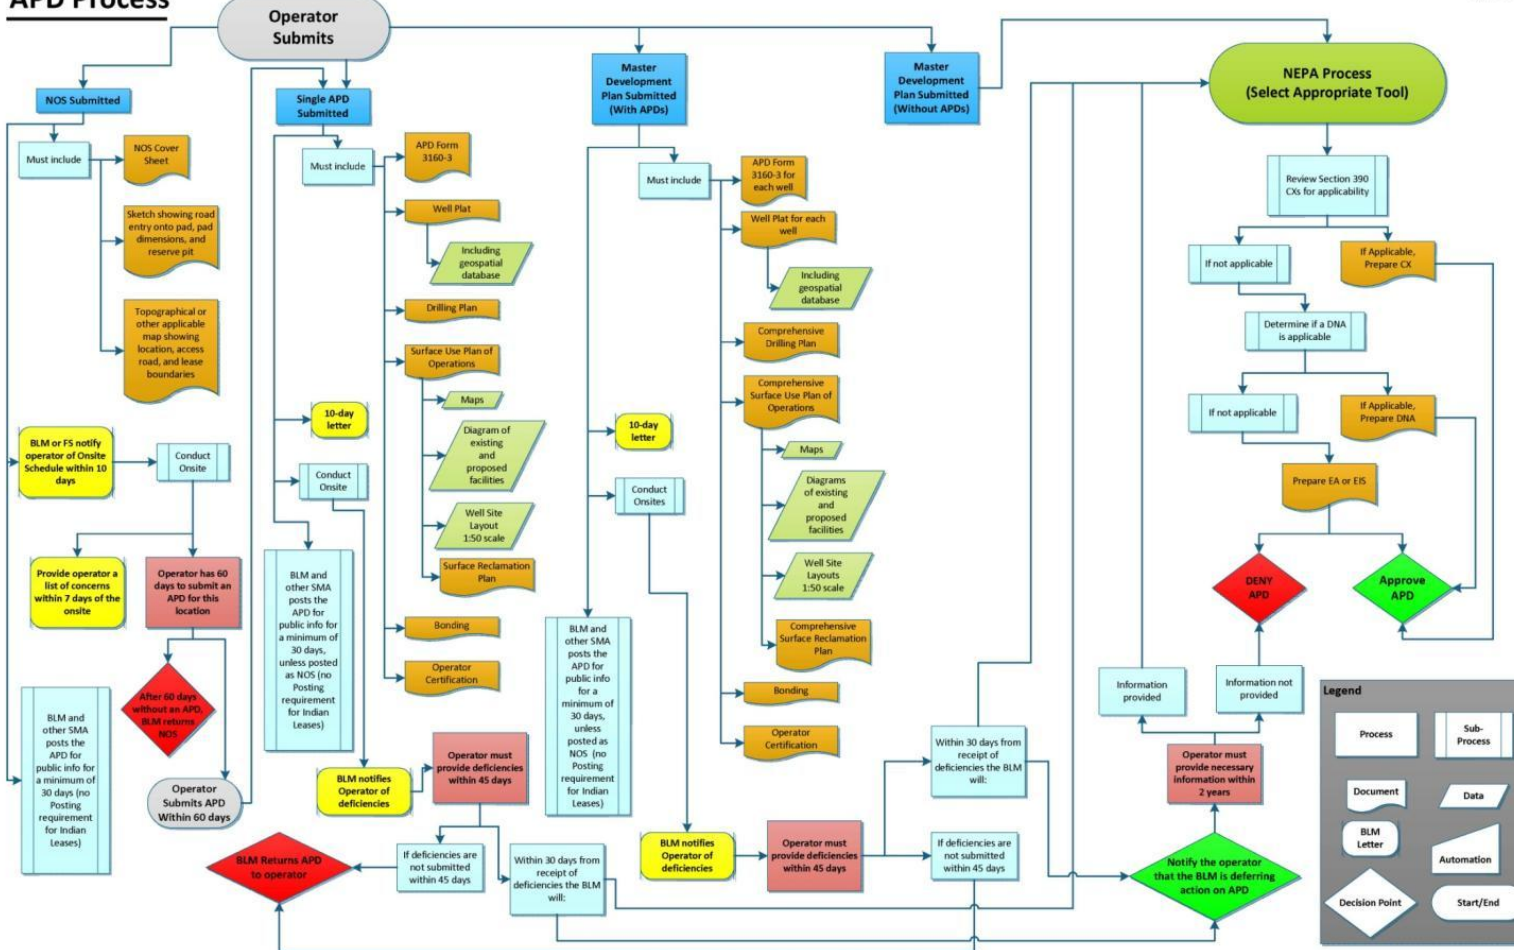 APD Process
Operator
Submits
NOS Submitted
Must include
NOS Cover
Sheet
Sketch showing road
entry onto pad, pad
dimensions, and
reserve pit
Topographical or
other applicable
map showing
location, access
road, and lease
boundaries
BLM or FS notify
operator of Onsite
Schedule within 10
days
Conduct
Onsite
Provide operator a
list of concerns
within 7 days of the
onsite
Operator has 60
days to submit an
APD for this
location
After 60 days
without an APD,
BLM returns
NOS
BLM and
other SMA
posts the
APD for
public info for
a minimum of
30 days (no
Posting
requirement
for Indian
Leases)
Operator
Submits APD
Within 60 days
Single APD
Submitted
Must include
APD Form
3160-3
Well Plat
Including
geospatial
database
Drilling Plan
Surface Use Plan of
Operations
Maps
Diagram of
existing
and
proposed
facilities
Well Site
Layout
1:50 scale
Surface Reclamation
Plan
Bonding
Operator
Certification
10-day
letter
Conduct
Onsite
BLM and
other SMA
posts the
APD for
public info for
a minimum of
30 days,
unless posted
as NOS (no
Posting
requirement
for Indian
Leases)
BLM notifies
Operator of
deficiencies
Operator must
provide deficiencies
within 45 days
BLM Returns APD
to operator
If deficiencies are
not submitted
within 45 days
Within 30 days from
receipt of
deficiencies the BLM
will:
Master
Development
Plan Submitted
(With APDs)
Must include
APD Form
3160-3 for
each well
Well Plat for each
well
Including
geospatial
database
Comprehensive
Drilling Plan
Comprehensive
Surface Use Plan of
Operations
Maps
Diagrams
of existing
and
proposed
facilities
Well Site
Layouts
1:50 scale
Comprehensive
Surface Reclamation
Plan
Bonding
Operator
Certification
10-day
letter
Conduct
Onsites
BLM and
other SMA
posts the
APD for
public info
for a
minimum of
30 days,
unless
posted as
NOS (no
Posting
requirement
for Indian
Leases)
BLM notifies
Operator of
deficiencies
Operator must
provide deficiencies
within 45 days
Within 30 days from
receipt of
deficiencies the BLM
will:
If deficiencies are
not submitted
within 45 days
Master
Development
Plan Submitted
(Without APDs)
NEPA Process
(Select Appropriate Tool)
Review Section 390
CXs for applicability
If not applicable
If Applicable,
Prepare CX
Determine if a DNA
is applicable
If not applicable
If Applicable,
Prepare DNA
Prepare EA or EIS
DENY
APD
Approve
APD
Information
provided
Information not
provided
Operator must
provide necessary
information within
2 years
Notify the operator
that the BLM is deferring
action on APD
Legend
Process
Sub-
Process
Document
Data
BLM
Letter
Automation
Decision Point
Start/End